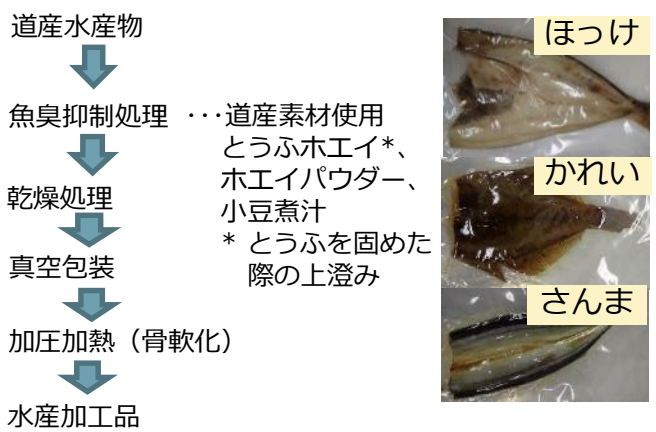 道産水産物
魚臭抑制処理 ･･･道産素材使用
とうふホエイ*、
ホエイパウダー、
小豆煮汁
* とうふを固めた
際の上澄み
乾燥処理
真空包装
加圧加熱（骨軟化）
水産加工品
ほっけ
かれい
さんま